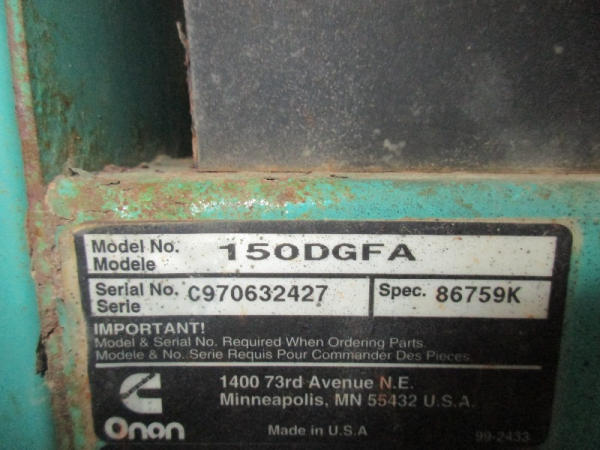 Model No. 150DGFA
Modele
Serial No. C970632427 Spec. 86759K
Serie
IMPORTANT!
Model & Serial No. Required When Ordering Parts.
Modele & No. Serie Requis Pour Commander Des Pieces
1400 73rd Avenue N.E.
Minneapolis, MN 55432 U.S.A.
Onan Made in U.S.A 99-2433